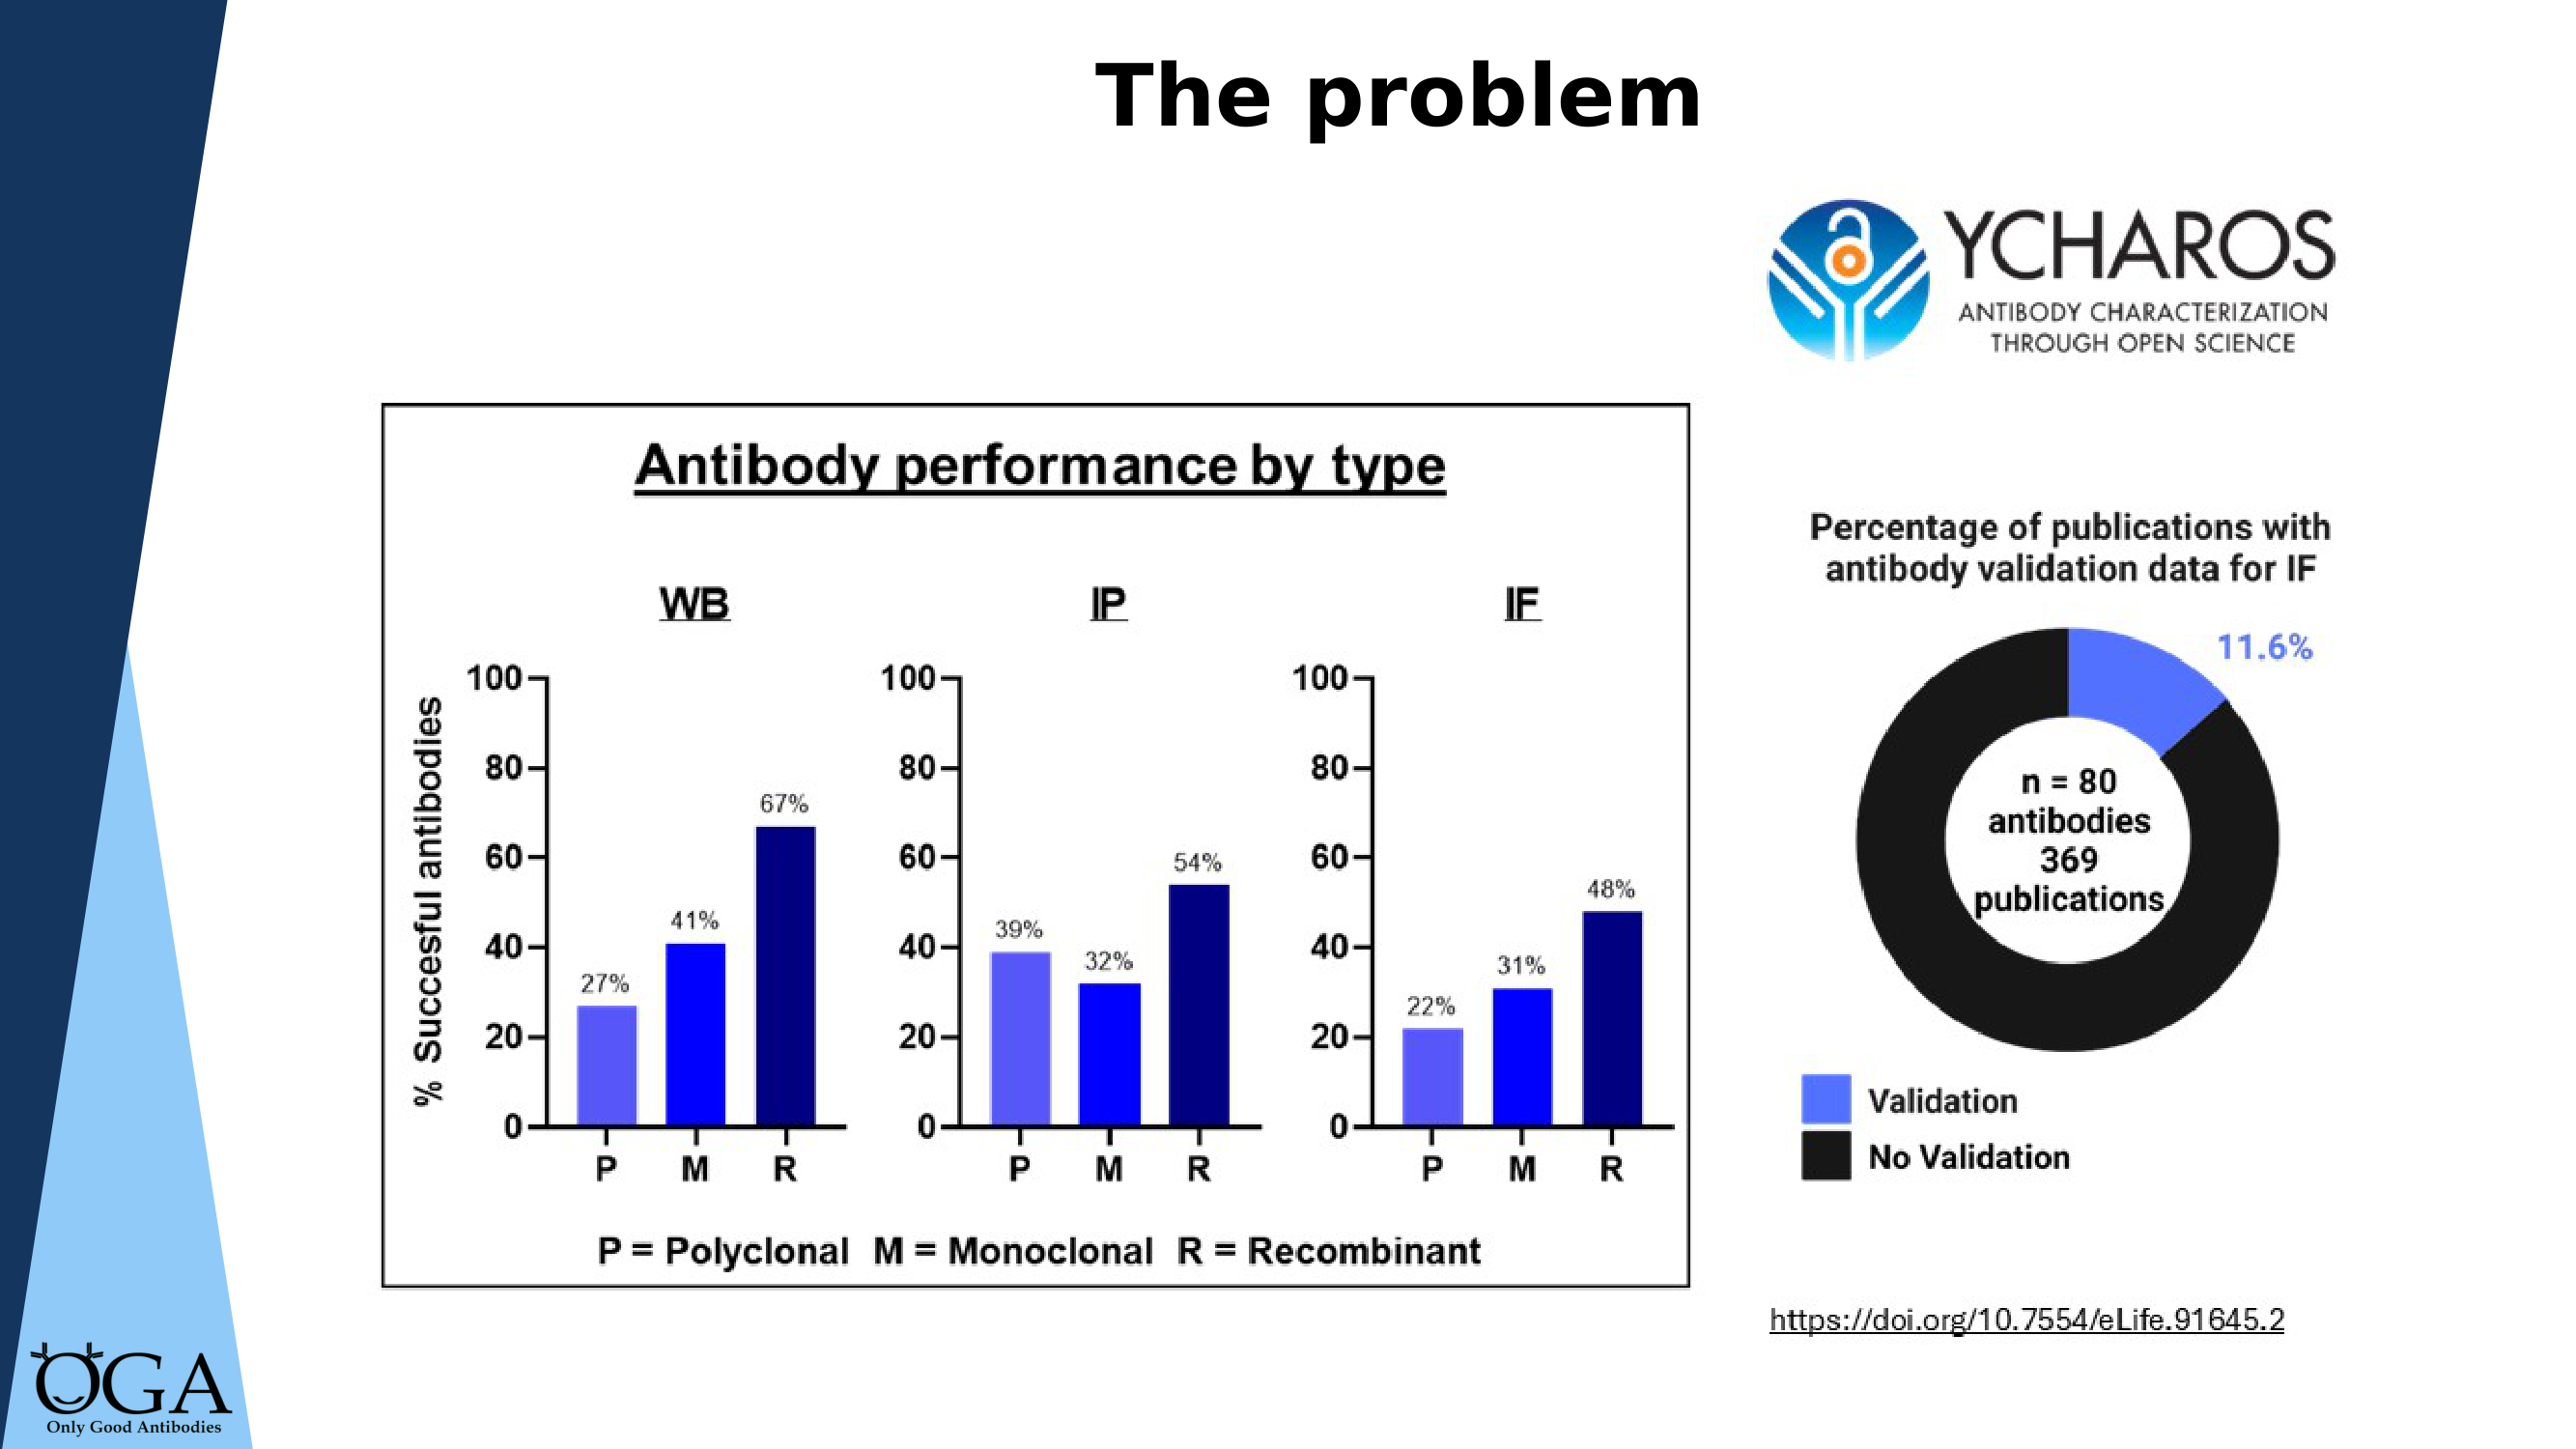 The problem
YCHAROS
ANTIBODY CHARACTERIZATION
THROUGH OPEN SCIENCE
Antibody performance by type
WB
IP
IF
% Succesful antibodies
100
80
60
40
20
0
27%
41%
67%
P
M
R
100
80
60
40
20
0
39%
32%
54%
P
M
R
100
80
60
40
20
0
22%
31%
48%
P
M
R
P = Polyclonal M = Monoclonal R = Recombinant
Percentage of publications with
antibody validation data for IF
11.6%
n = 80
antibodies
369
publications
Validation
No Validation
https://doi.org/10.7554/eLife.91645.2
OGA
Only Good Antibodies